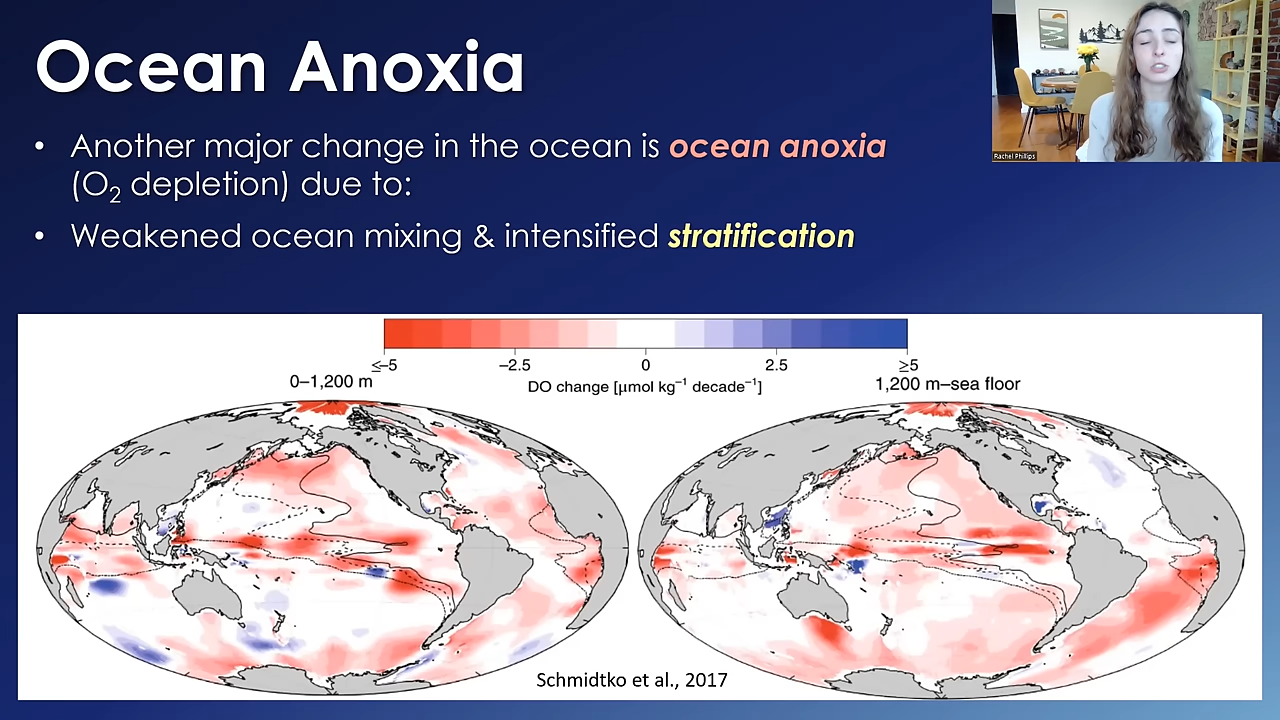 Ocean Anoxia
• Another major change in the ocean is ocean anoxia
(O₂ depletion) due to:
• Weakened ocean mixing & intensified stratification
Rachel Phillips
≤–5 –2.5 0 2.5 ≥5
0–1,200 m DO change [μmol kg⁻¹ decade⁻¹] 1,200 m–sea floor
Schmidtko et al., 2017